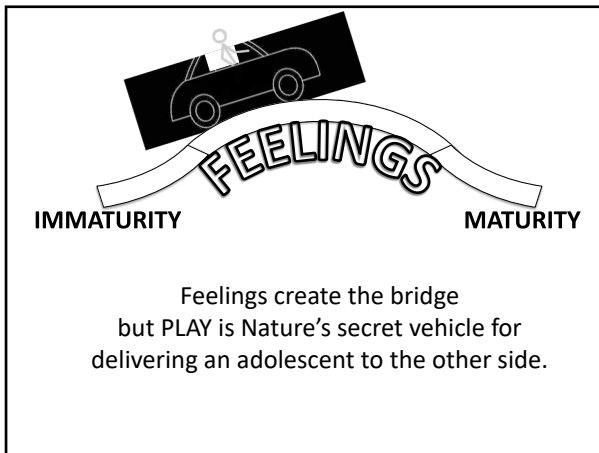 FEELINGS
IMMATURITY
MATURITY
Feelings create the bridge
but PLAY is Nature's secret vehicle for
delivering an adolescent to the other side.